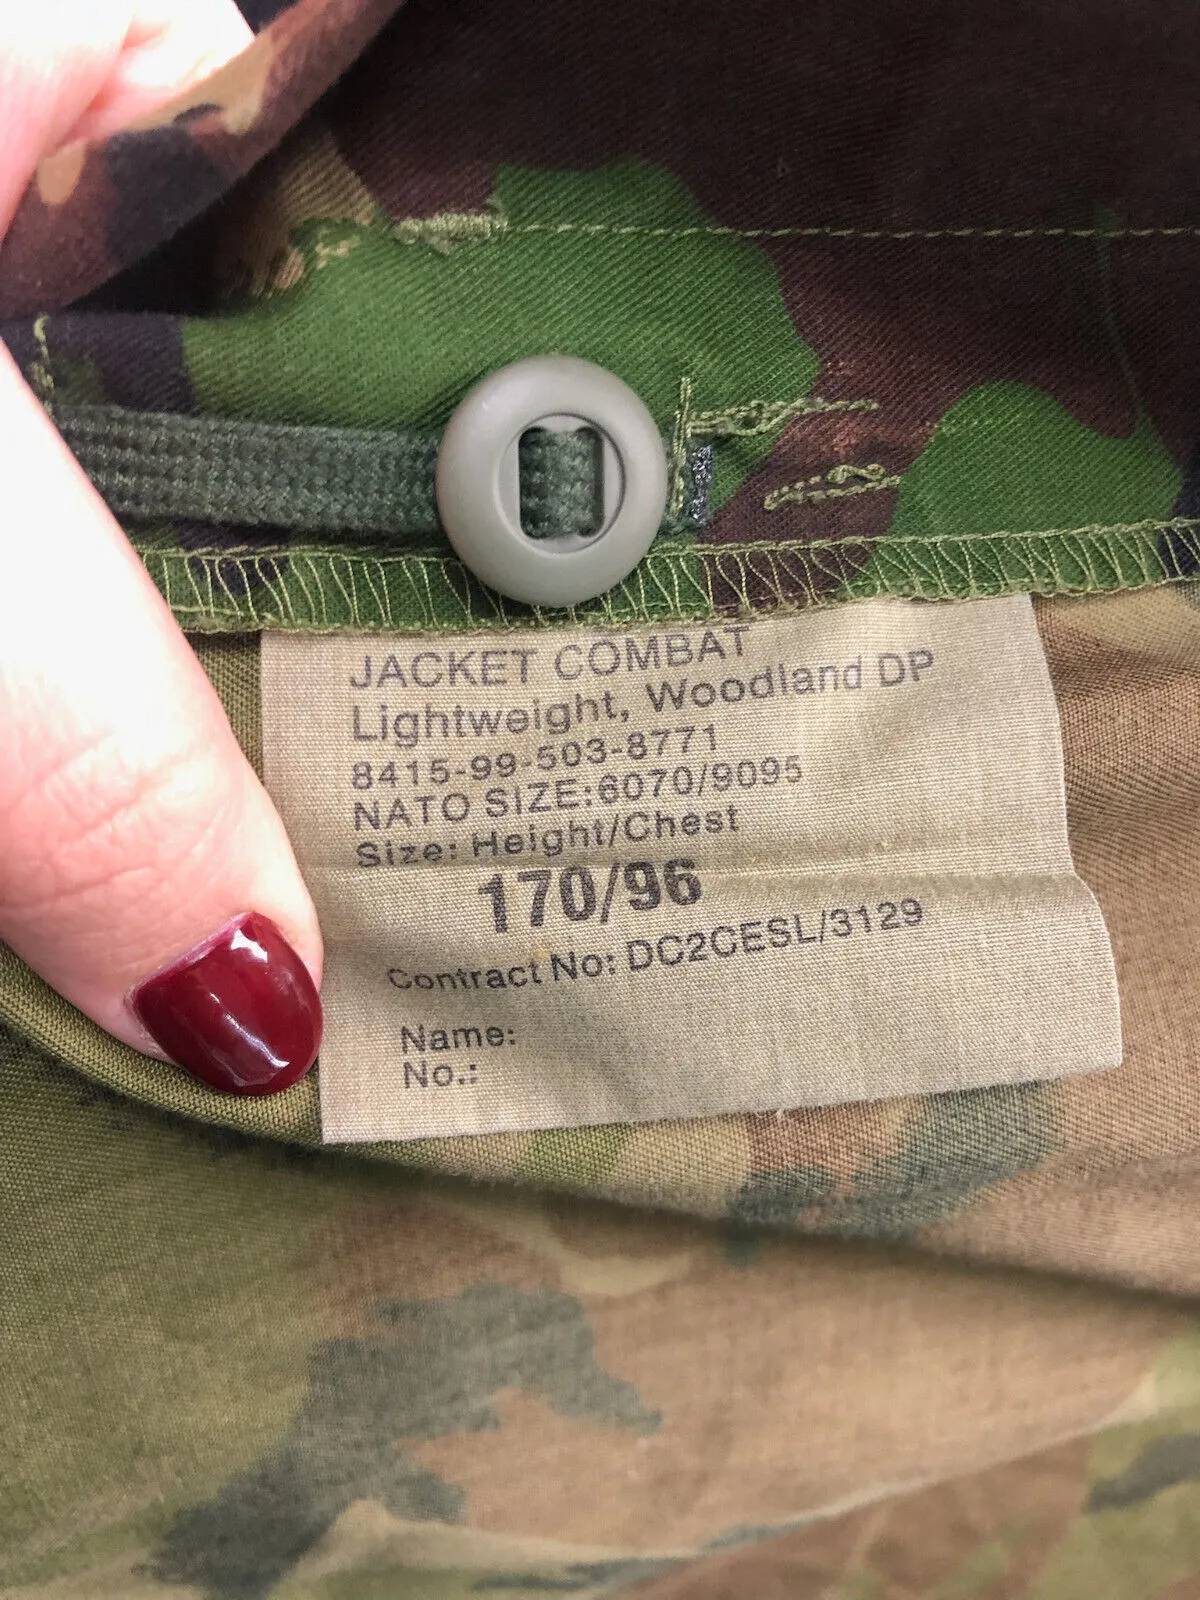 JACKET COMBAT
Lightweight, Woodland DP
8415-99-503-8771
NATO SIZE:6070/9095
Size: Height/Chest
170/96
Contract No: DC2CESL/3129
Name:
No.: